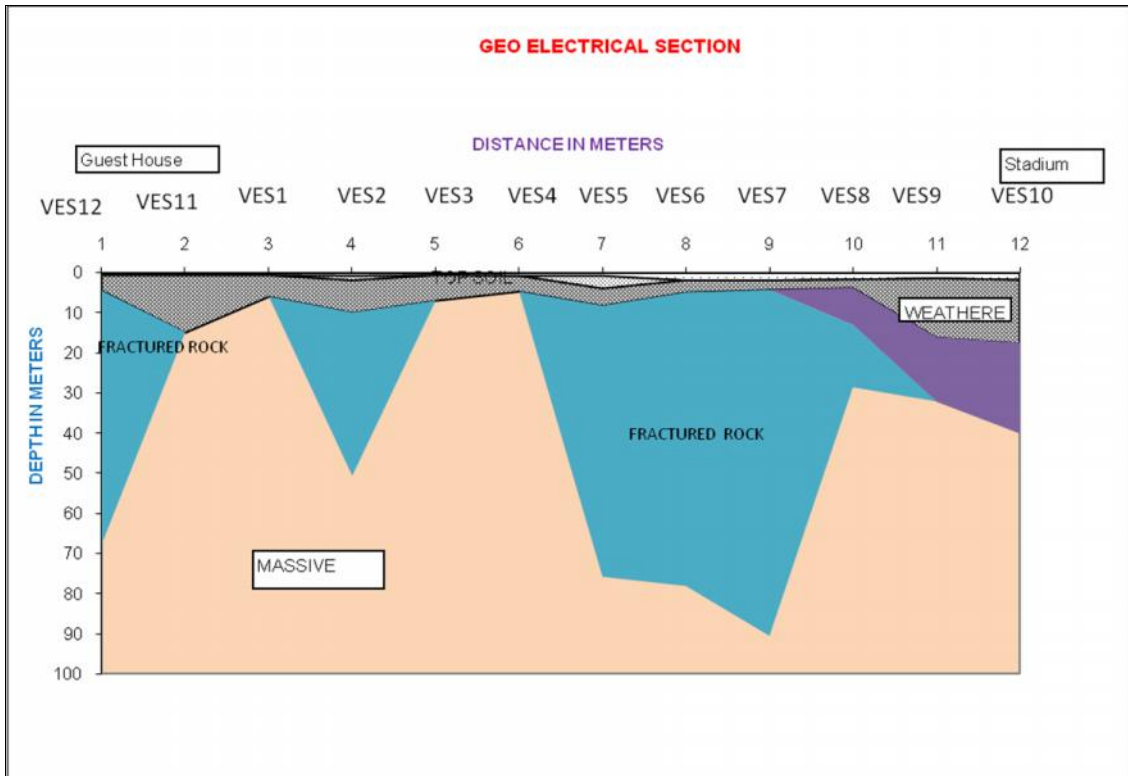 GEO ELECTRICAL SECTION
DISTANCE IN METERS
Guest House
Stadium
VES12 VES11 VES1 VES2 VES3 VES4 VES5 VES6 VES7 VES8 VES9 VES10
1 2 3 4 5 6 7 8 9 10 11 12
DEPTH IN METERS
0
10
20
30
40
50
60
70
80
90
100
TOP SOIL
WEATHERE
FRACTURED ROCK
FRACTURED ROCK
MASSIVE